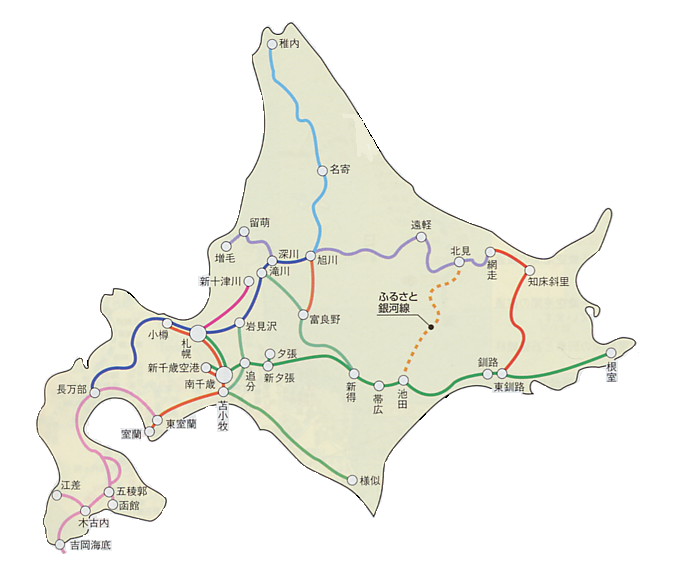 稚内
名寄
留萌
増毛
深川
旭川
遠軽
北見
網走
知床斜里
滝川
新十津川
ふるさと
銀河線
富良野
岩見沢
小樽
札幌
夕張
新夕張
新千歳空港
南千歳
追分
新得
帯広
池田
釧路
東釧路
根室
長万部
苫小牧
東室蘭
室蘭
様似
江差
五稜郭
函館
木古内
吉岡海底